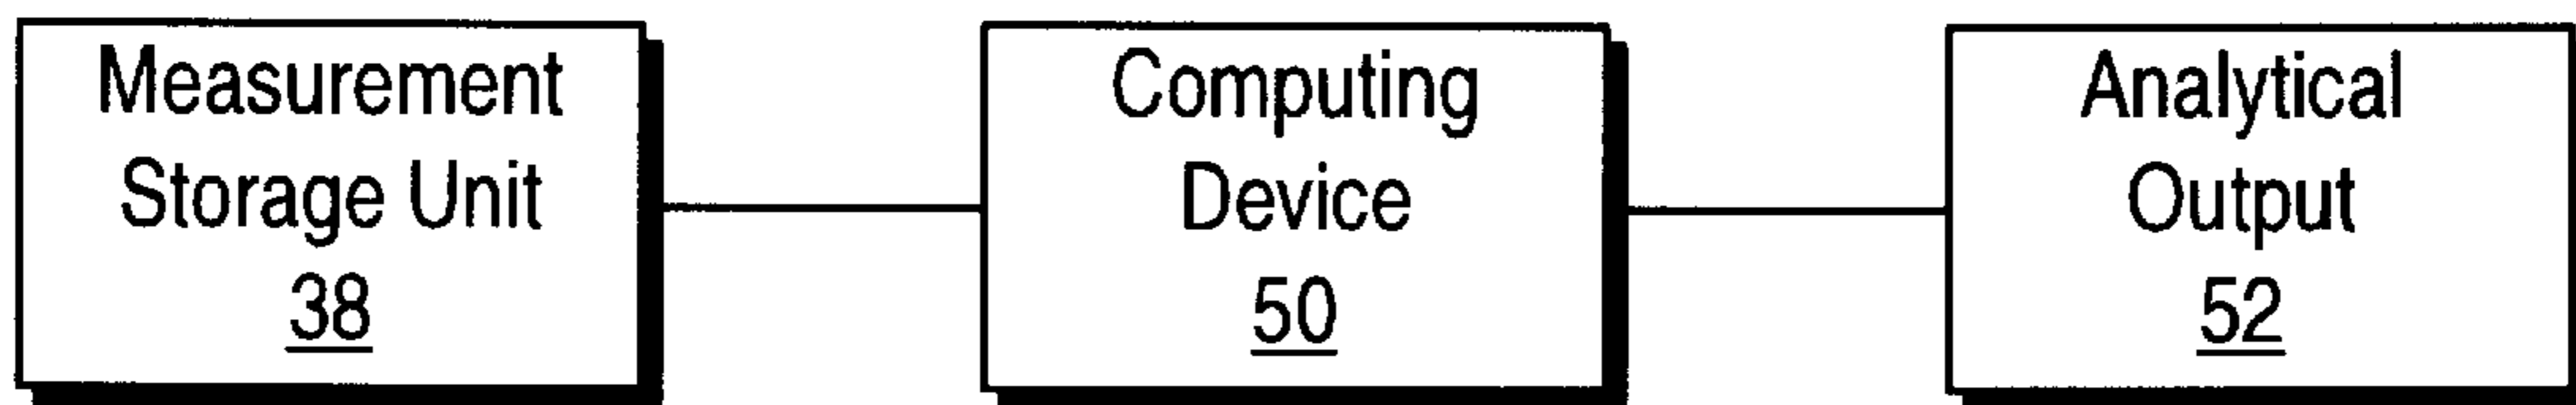 Measurement
Storage Unit
38
Computing
Device
50
Analytical
Output
52